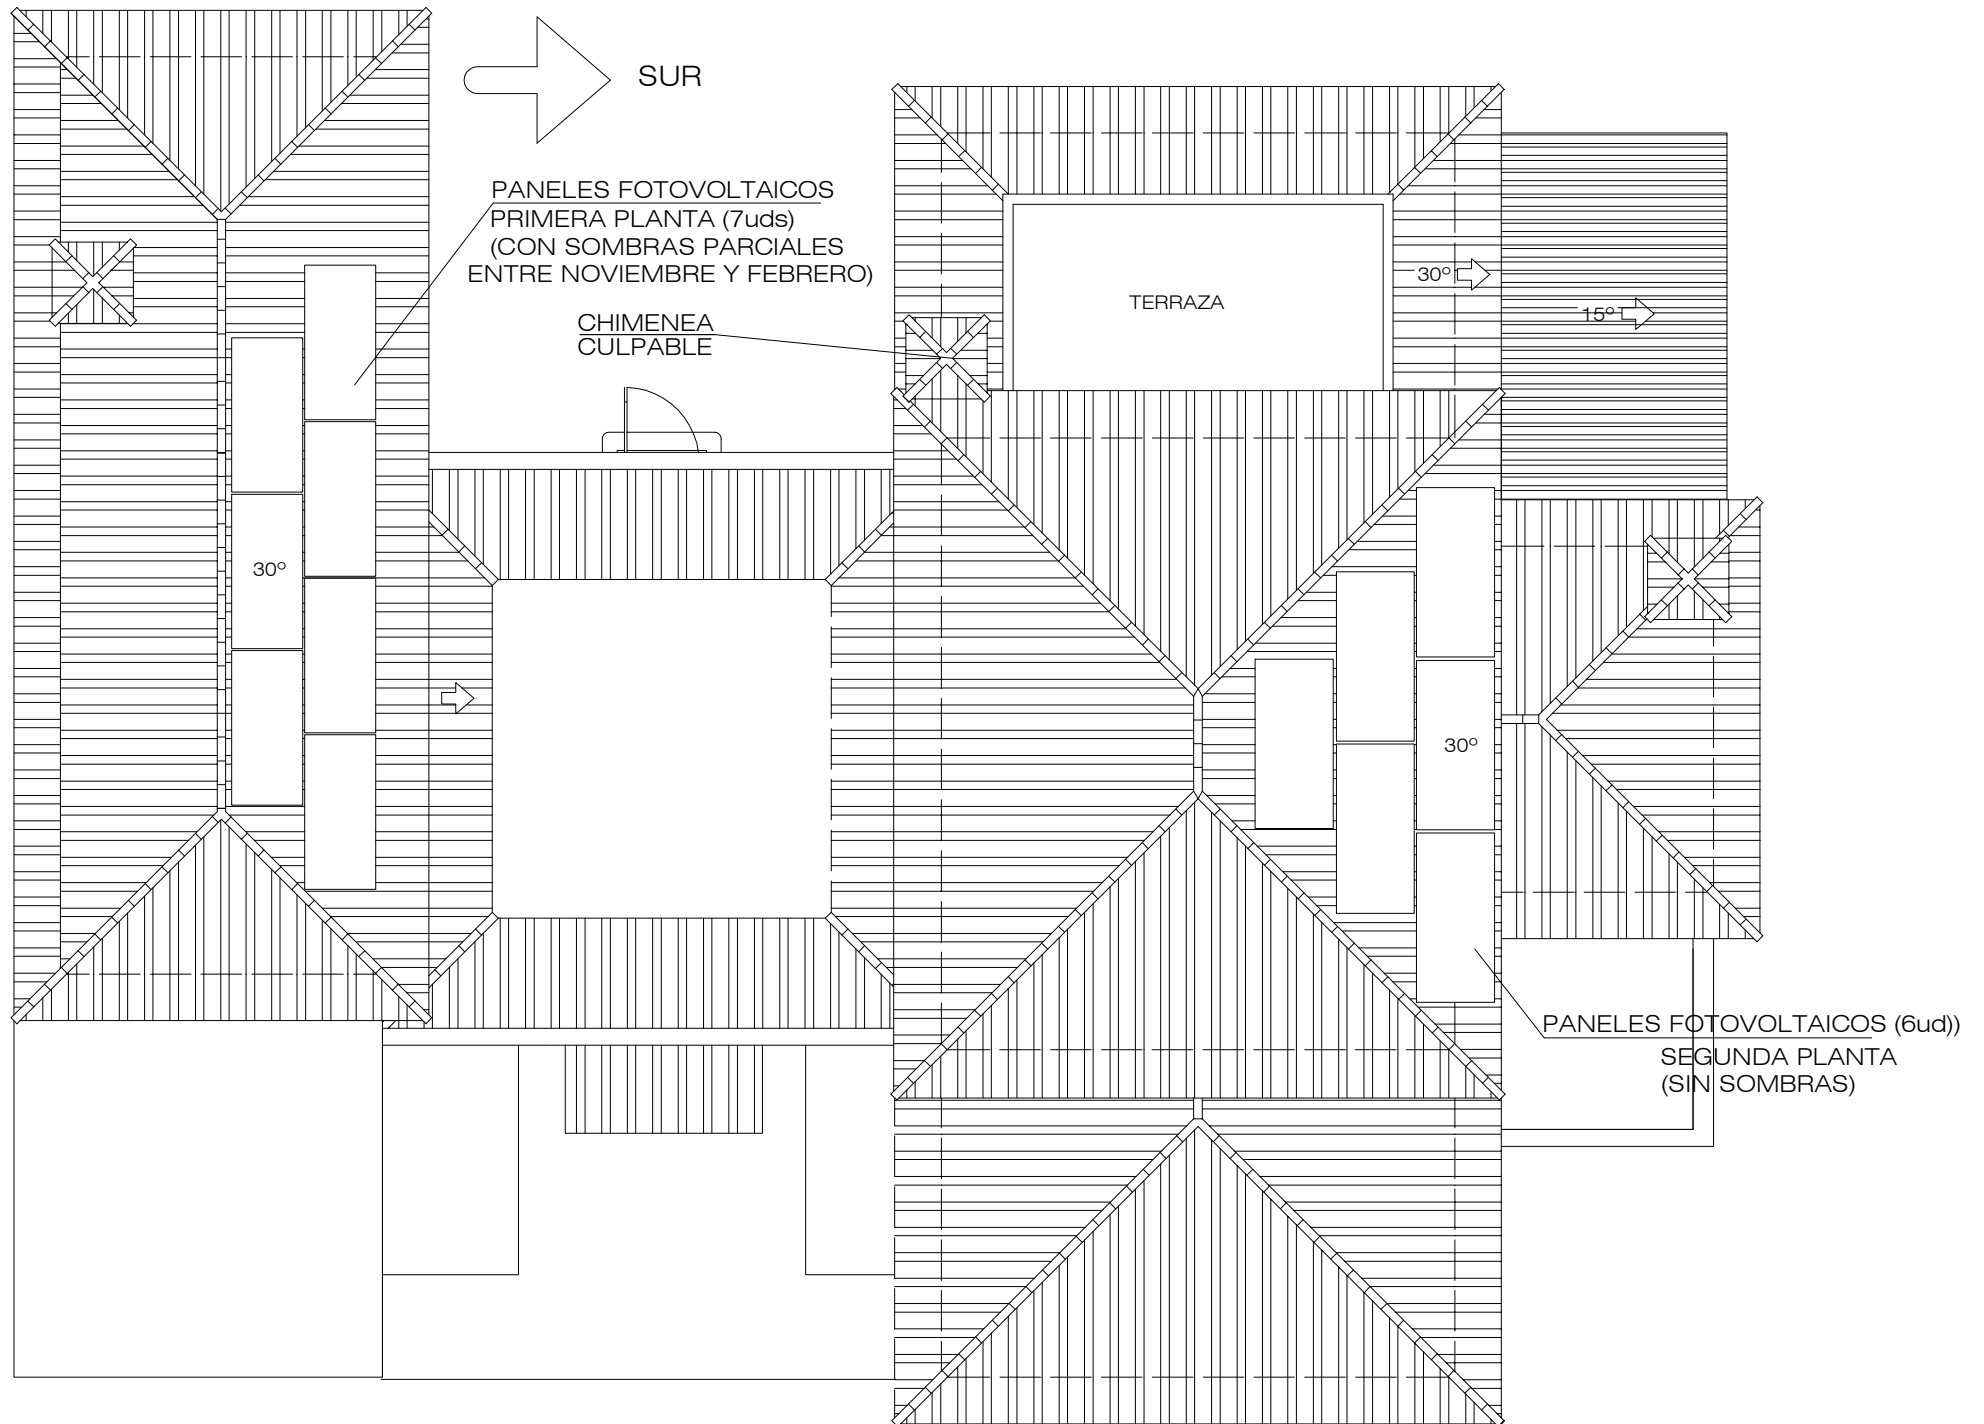 SUR
PANELES FOTOVOLTAICOS
PRIMERA PLANTA (7uds)
(CON SOMBRAS PARCIALES
ENTRE NOVIEMBRE Y FEBRERO)
CHIMENEA
CULPABLE
TERRAZA
30º
15º
30º
30º
PANELES FOTOVOLTAICOS (6ud))
SEGUNDA PLANTA
(SIN SOMBRAS)